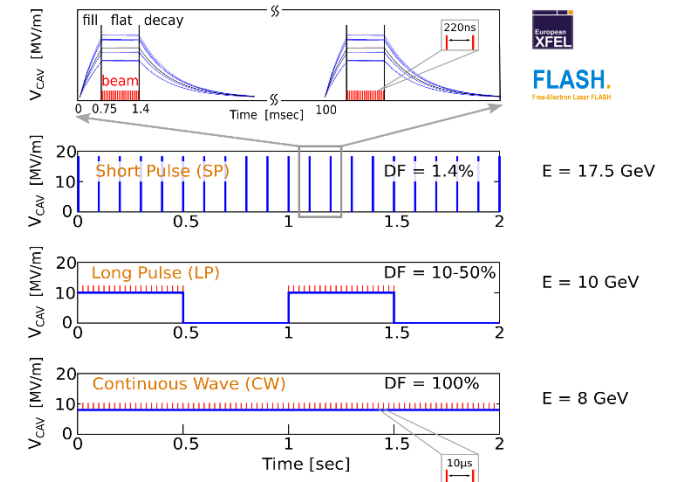 fill flat decay
V_CAV [MV/m]
220ns
beam
0 0.75 1.4 100
Time [msec]
European
XFEL
FLASH.
Free-Electron Laser FLASH
V_CAV [MV/m]
20
10
0
Short Pulse (SP) DF = 1.4% E = 17.5 GeV
0 0.5 1 1.5 2
V_CAV [MV/m]
20
10
0
Long Pulse (LP) DF = 10-50% E = 10 GeV
0 0.5 1 1.5 2
V_CAV [MV/m]
20
10
0
Continuous Wave (CW) DF = 100% E = 8 GeV
0 0.5 1 1.5 2
Time [sec]
10μs